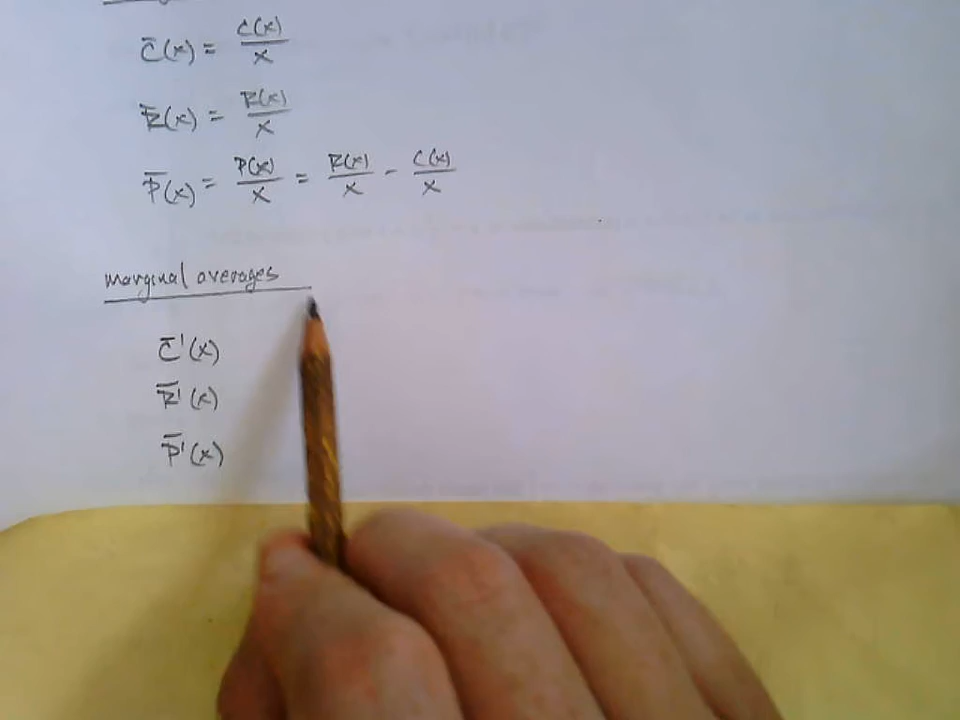 C̄(x) = C(x)/x
R̄(x) = R(x)/x
P̄(x) = P(x)/x = R(x)/x - C(x)/x
marginal averages
C̄'(x)
R̄'(x)
P̄'(x)